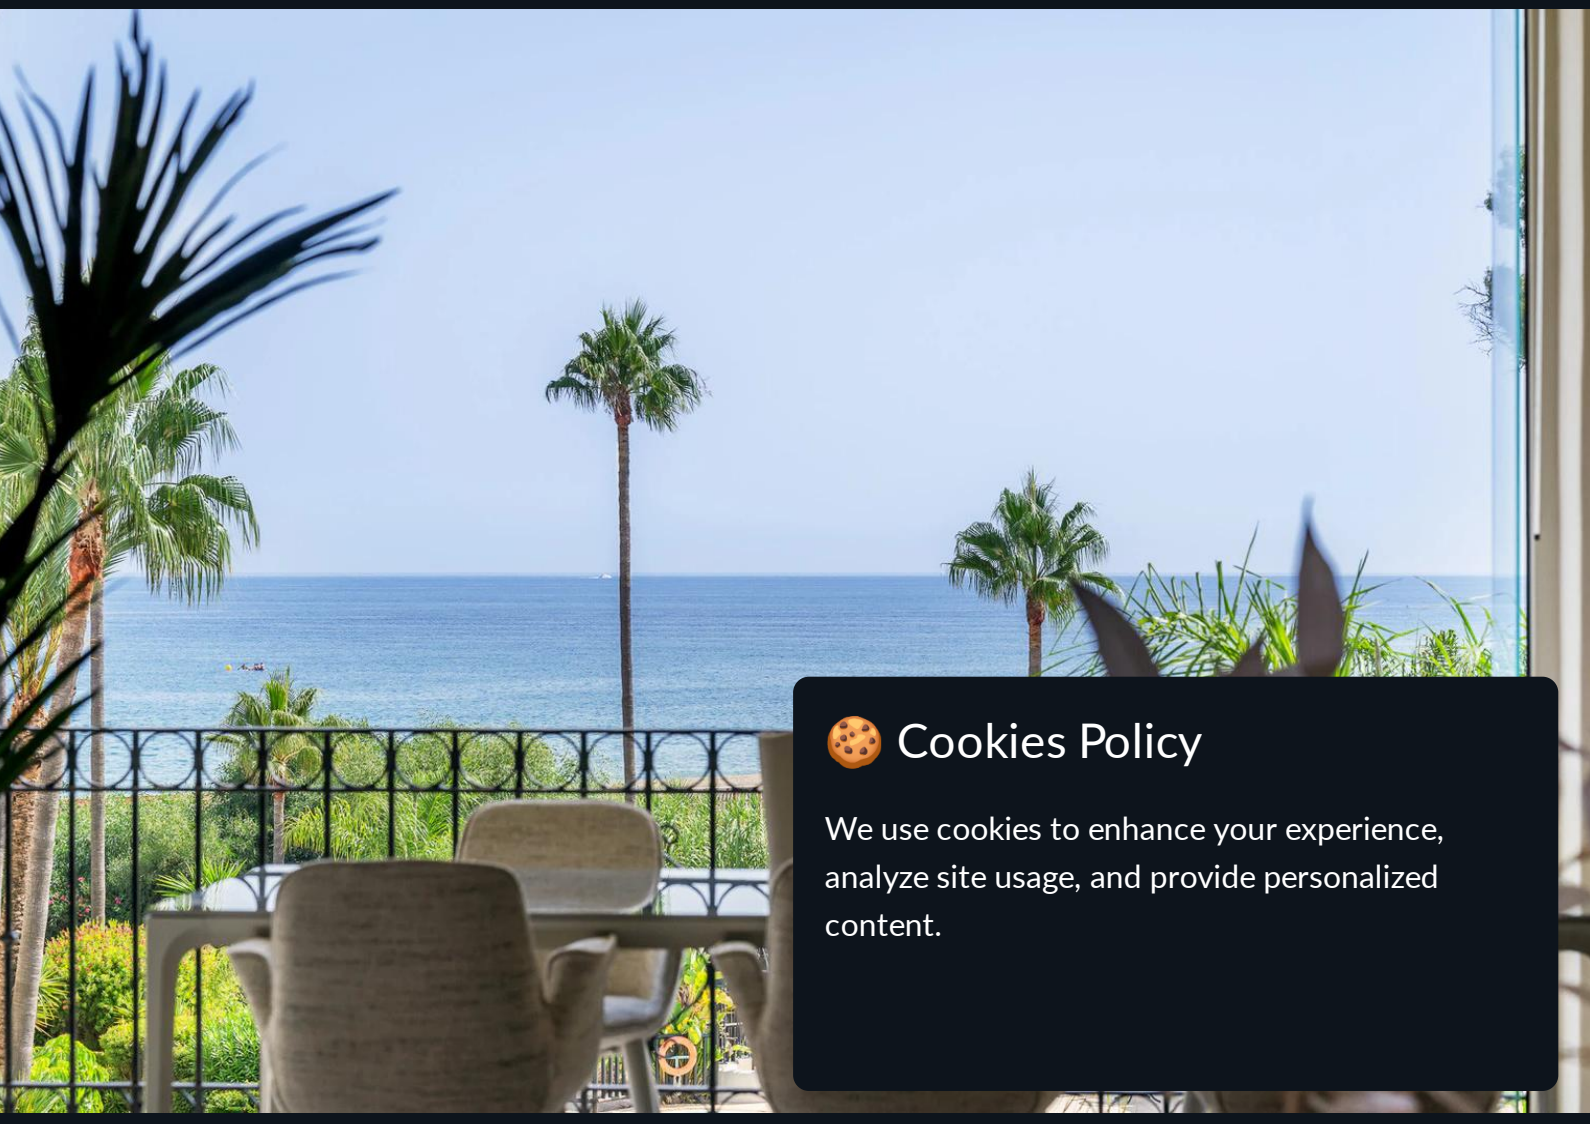 🍪 Cookies Policy
We use cookies to enhance your experience,
analyze site usage, and provide personalized
content.